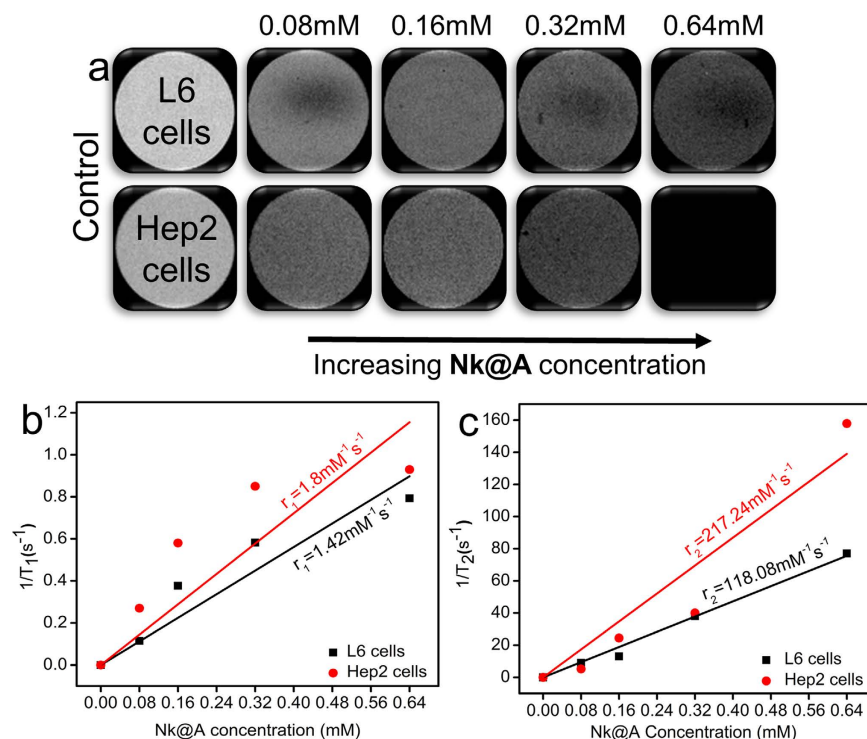 0.08mM 0.16mM 0.32mM 0.64mM
a
Control
L6
cells
Hep2
cells
Increasing Nk@A concentration
b
1/T₁(s⁻¹)
1.2
1.0
0.8
0.6
0.4
0.2
0.0
r₁=1.8mM⁻¹s⁻¹
r₁=1.42mM⁻¹s⁻¹
L6 cells
Hep2 cells
0.00 0.08 0.16 0.24 0.32 0.40 0.48 0.56 0.64
Nk@A concentration (mM)
c
1/T₂(s⁻¹)
160
140
120
100
80
60
40
20
0
r₂=217.24mM⁻¹s⁻¹
r₂=118.08mM⁻¹s⁻¹
L6 cells
Hep2 cells
0.00 0.08 0.16 0.24 0.32 0.40 0.48 0.56 0.64
Nk@A Concentration (mM)